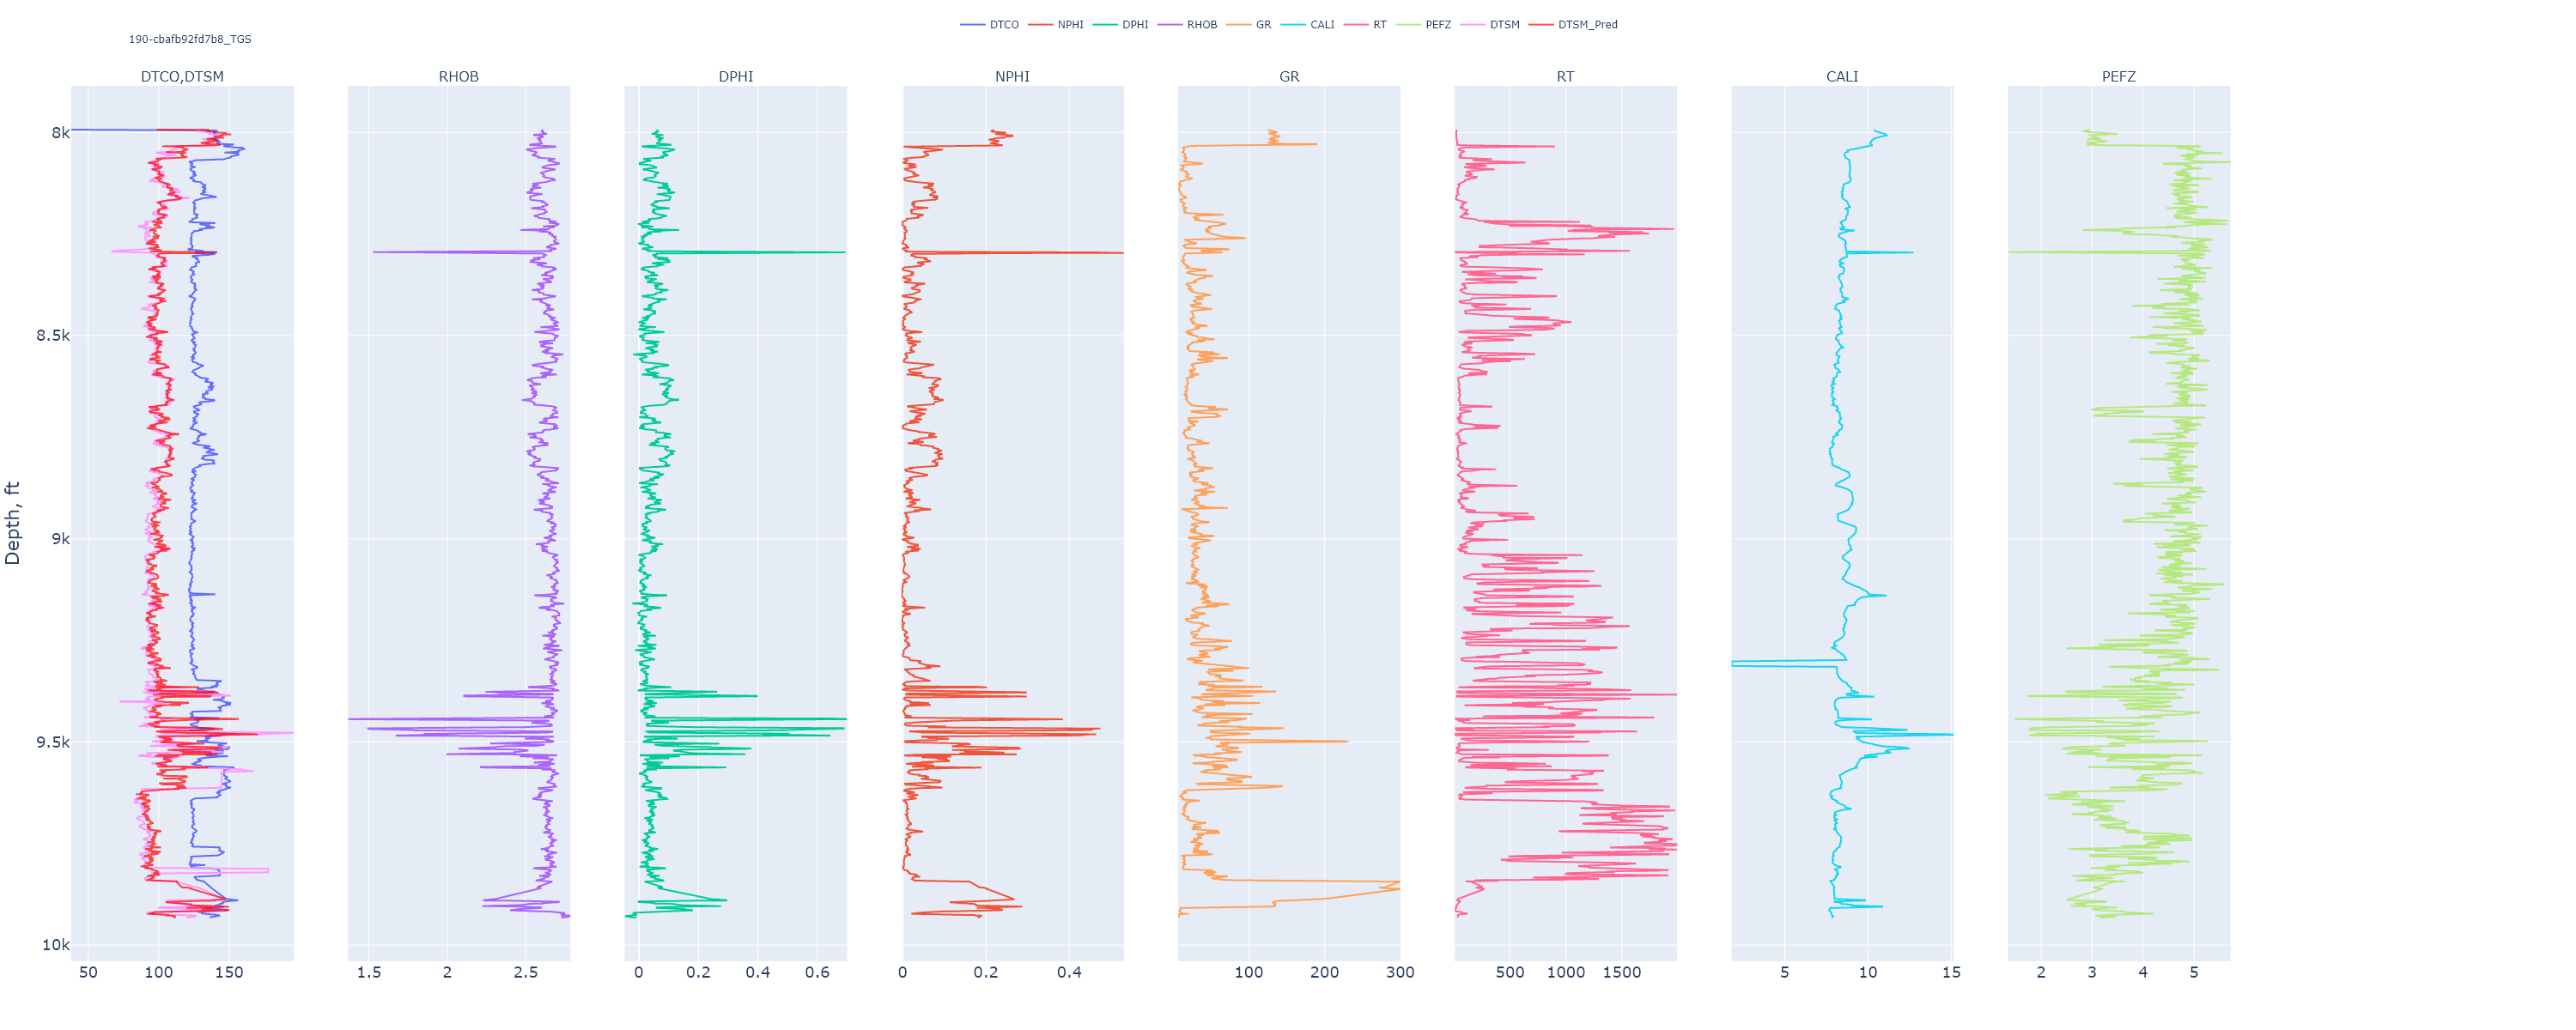 DTCO NPHI DPHI RHOB GR CALI RT PEFZ DTSM DTSM_Pred
190-cbafb92fd7b8_TGS
DTCO,DTSM RHOB DPHI NPHI GR RT CALI PEFZ
8k
8.5k
9k
9.5k
10k
Depth, ft
50 100 150 1.5 2 2.5 0 0.2 0.4 0.6 0 0.2 0.4 100 200 300 500 1000 1500 5 10 15 2 3 4 5